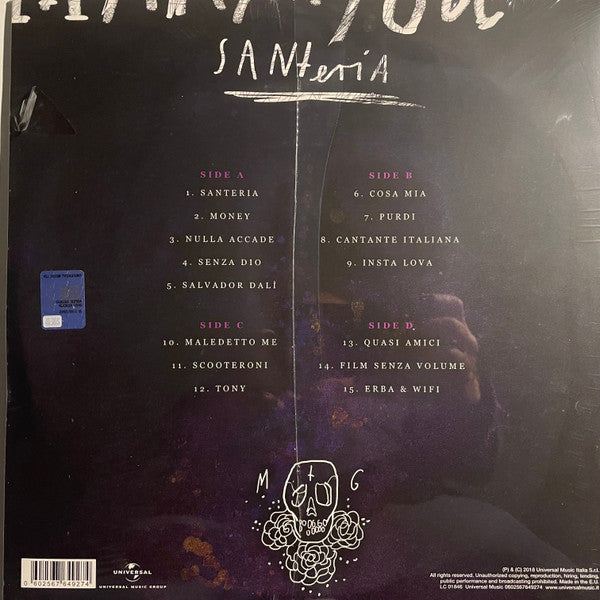 SANteriA
SIDE A
1. SANTERIA
2. MONEY
3. NULLA ACCADE
4. SENZA DIO
5. SALVADOR DALÍ
SIDE B
6. COSA MIA
7. PURDI
8. CANTANTE ITALIANA
9. INSTA LOVA
SIDE C
10. MALEDETTO ME
11. SCOOTERONI
12. TONY
SIDE D
13. QUASI AMICI
14. FILM SENZA VOLUME
15. ERBA & WIFI
M G
0 602567 649274
UNIVERSAL
UNIVERSAL MUSIC GROUP
(P) & (C) 2018 Universal Music Italia S.r.l.
All rights reserved. Unauthorized copying, reproduction, hiring, lending,
public performance and broadcasting prohibited. Made in the E.U.
LC 01846 Universal Music 0602567649274 www.universalmusic.it